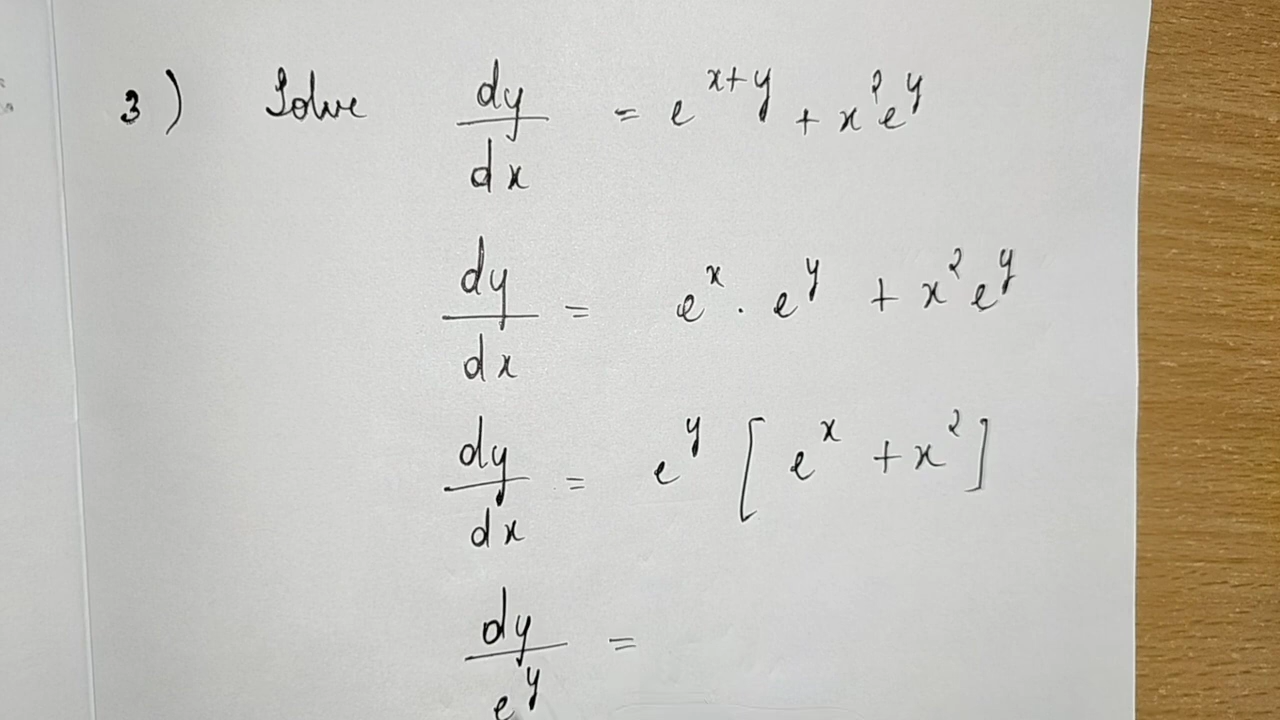 3) Solve dy/dx = e^{x+y} + x²e^y
dy/dx = e^x . e^y + x²e^y
dy/dx = e^y [ e^x + x² ]
dy/e^y =